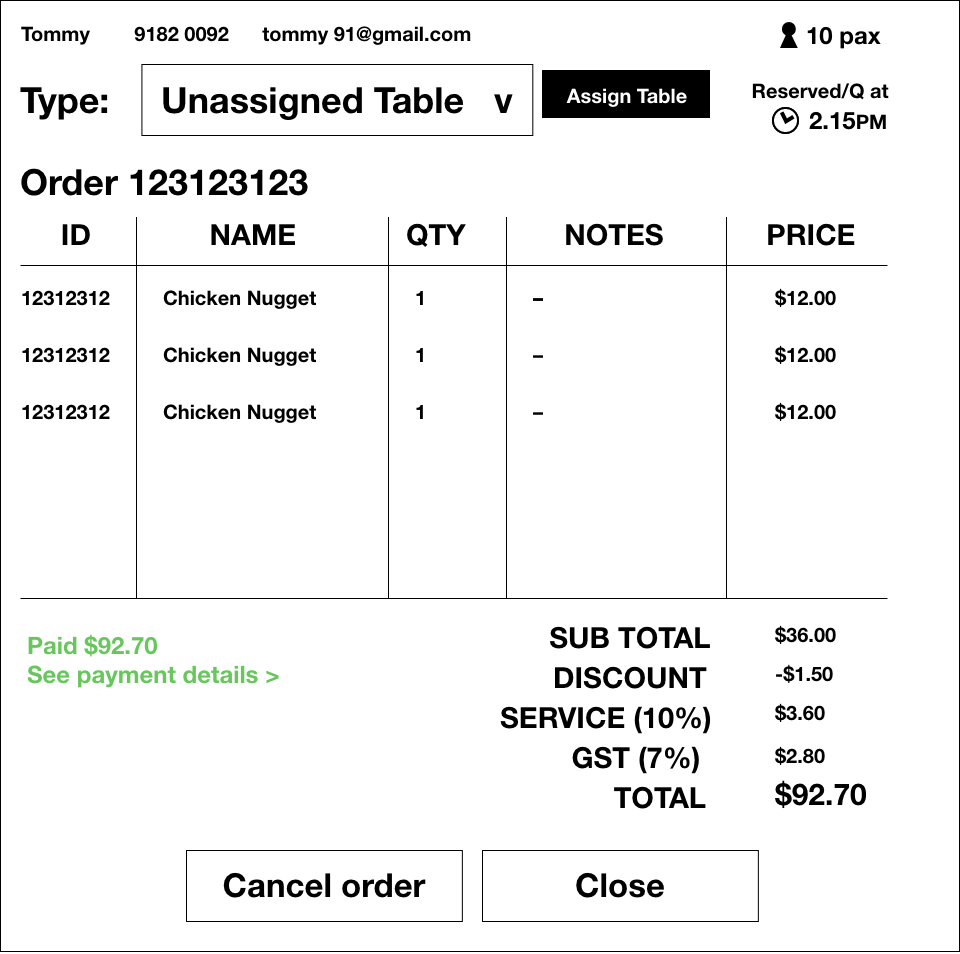 Tommy 9182 0092 tommy 91@gmail.com 10 pax
Type: Unassigned Table v Assign Table Reserved/Q at
2.15PM
Order 123123123
ID NAME QTY NOTES PRICE
12312312 Chicken Nugget 1 – $12.00
12312312 Chicken Nugget 1 – $12.00
12312312 Chicken Nugget 1 – $12.00
Paid $92.70
See payment details >
SUB TOTAL $36.00
DISCOUNT -$1.50
SERVICE (10%) $3.60
GST (7%) $2.80
TOTAL $92.70
Cancel order Close